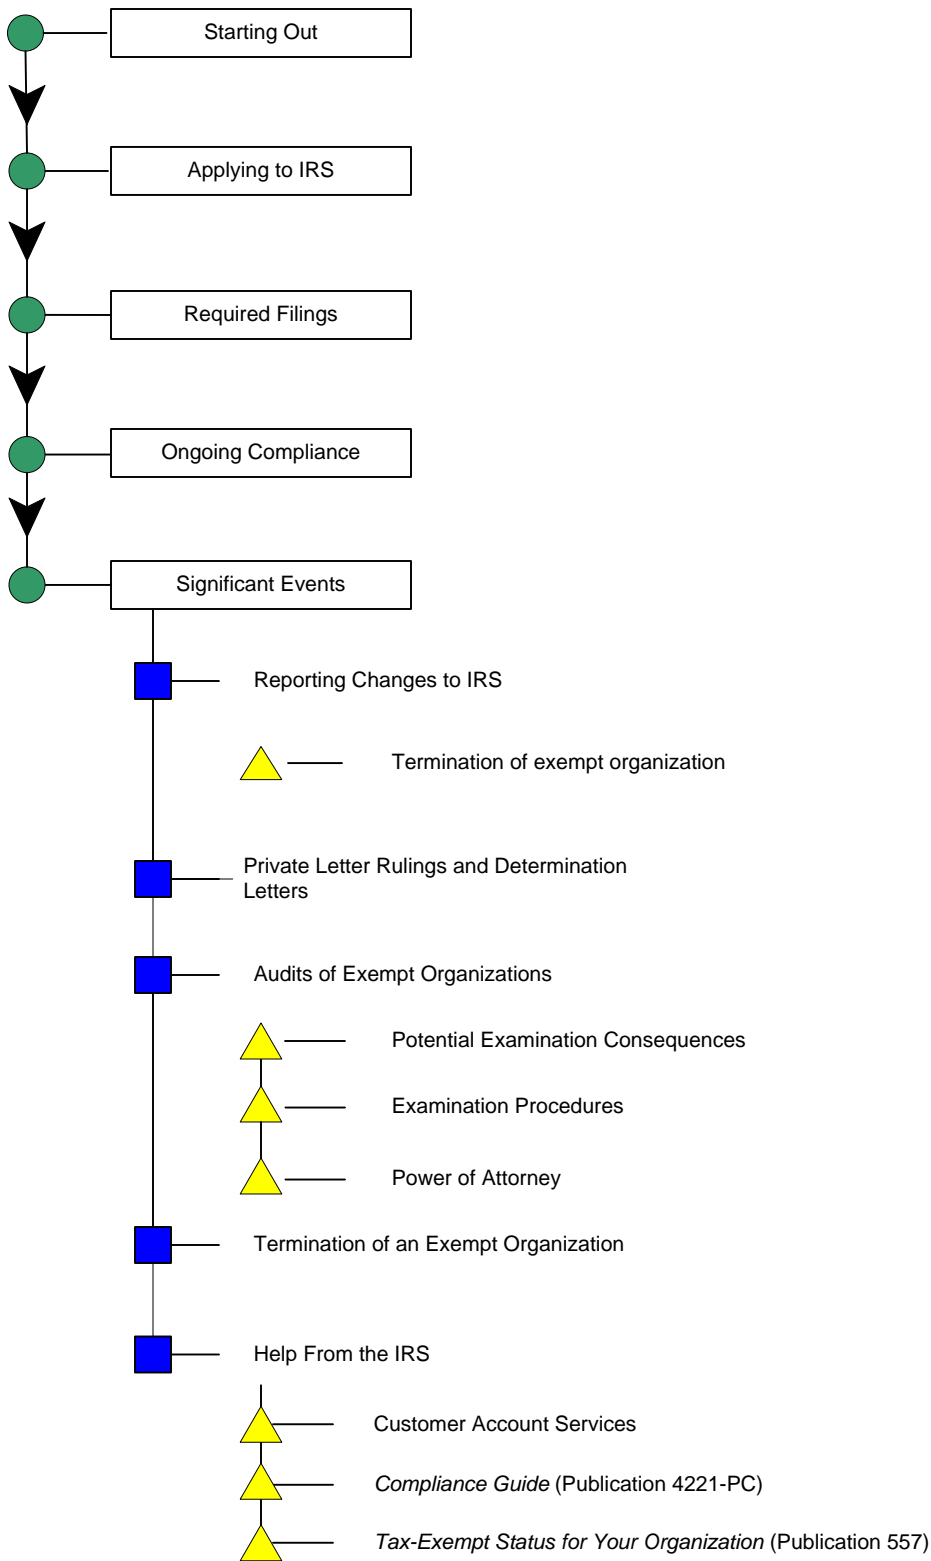 Starting Out
Applying to IRS
Required Filings
Ongoing Compliance
Significant Events
Reporting Changes to IRS
Termination of exempt organization
Private Letter Rulings and Determination
Letters
Audits of Exempt Organizations
Potential Examination Consequences
Examination Procedures
Power of Attorney
Termination of an Exempt Organization
Help From the IRS
Customer Account Services
Compliance Guide (Publication 4221-PC)
Tax-Exempt Status for Your Organization (Publication 557)